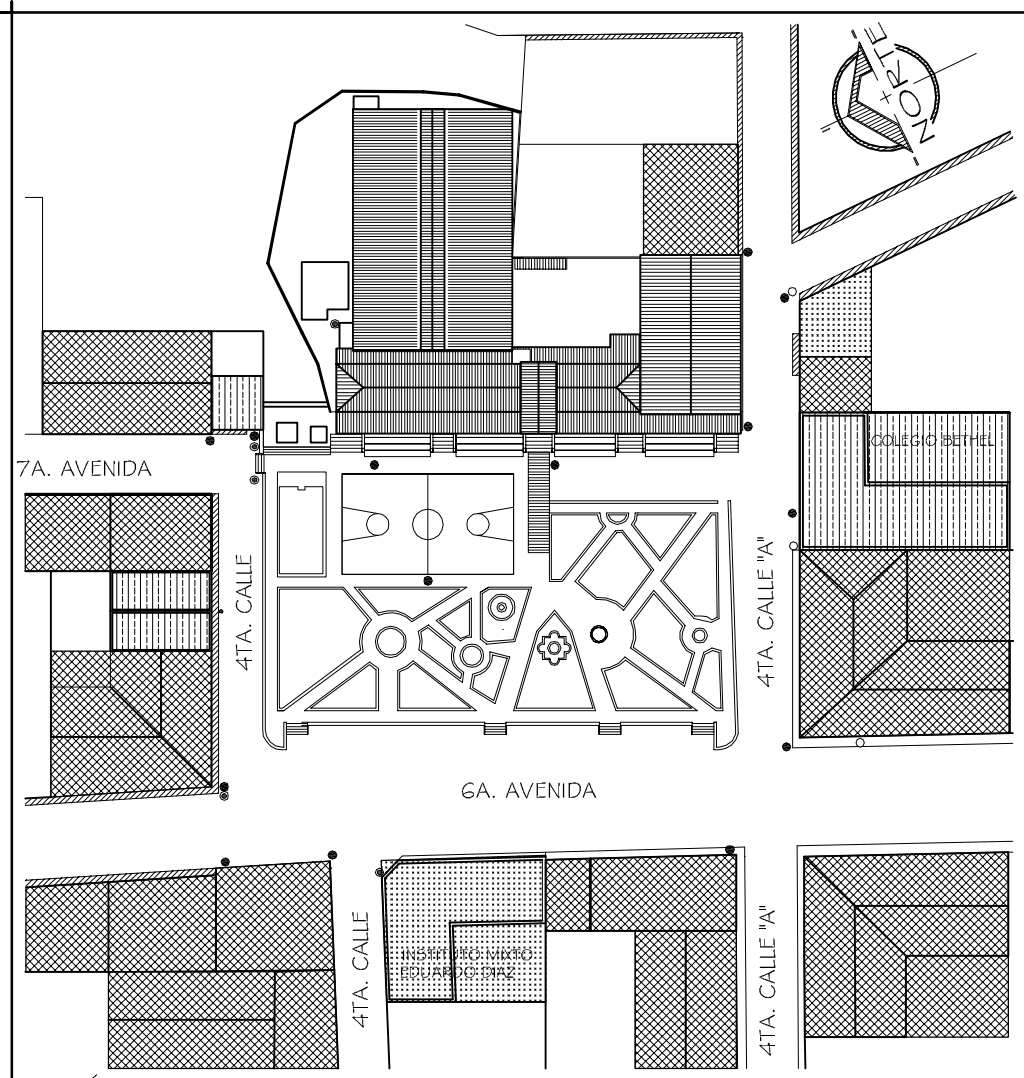 NORTE
COLEGIO BETHEL
7A. AVENIDA
4TA. CALLE
4TA. CALLE "A"
6A. AVENIDA
4TA. CALLE
INSTITUTO MIXTO
EDUARDO DIAZ
4TA. CALLE "A"